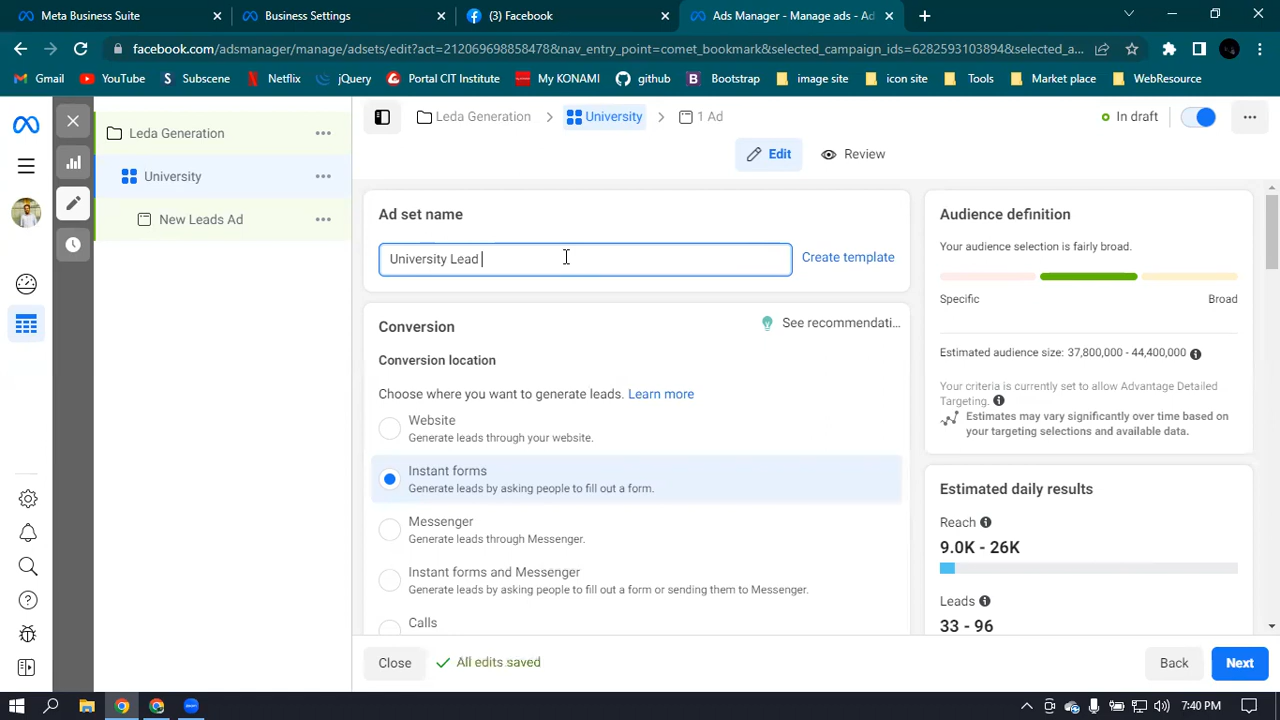 Meta Business Suite
Business Settings
(3) Facebook
Ads Manager - Manage ads - Ad
facebook.com/adsmanager/manage/adsets/edit?act=212069698858478&nav_entry_point=comet_bookmark&selected_campaign_ids=6282593103894&selected_a...
Gmail
YouTube
Subscene
Netflix
jQuery
Portal CIT Institute
My KONAMI
github
Bootstrap
image site
icon site
Tools
Market place
WebResource
Leda Generation
University
New Leads Ad
Leda Generation
University
1 Ad
In draft
Edit
Review
Ad set name
University Lead
Create template
Conversion
See recommendati...
Conversion location
Choose where you want to generate leads. Learn more
Website
Generate leads through your website.
Instant forms
Generate leads by asking people to fill out a form.
Messenger
Generate leads through Messenger.
Instant forms and Messenger
Generate leads by asking people to fill out a form or sending them to Messenger.
Calls
Audience definition
Your audience selection is fairly broad.
Specific
Broad
Estimated audience size: 37,800,000 - 44,400,000
Your criteria is currently set to allow Advantage Detailed
Targeting.
Estimates may vary significantly over time based on
your targeting selections and available data.
Estimated daily results
Reach
9.0K - 26K
Leads
33 - 96
Close
All edits saved
Back
Next
7:40 PM